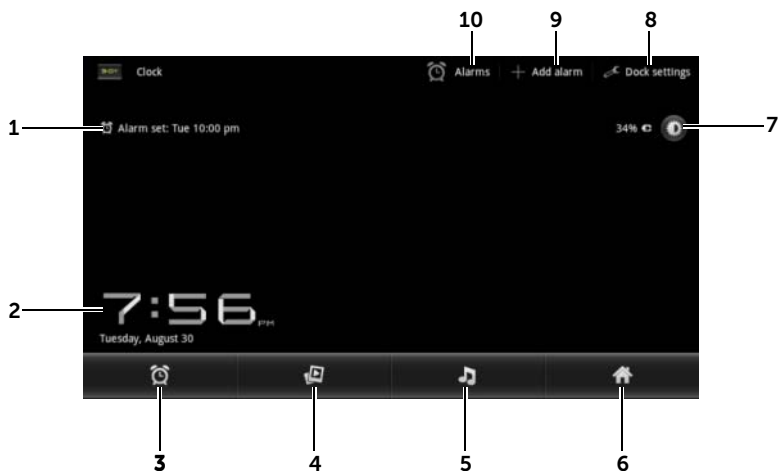 10 9 8
Clock Alarms Add alarm Dock settings
1 Alarm set: Tue 10:00 pm 34% 7
2 7:56 PM
Tuesday, August 30
3 4 5 6